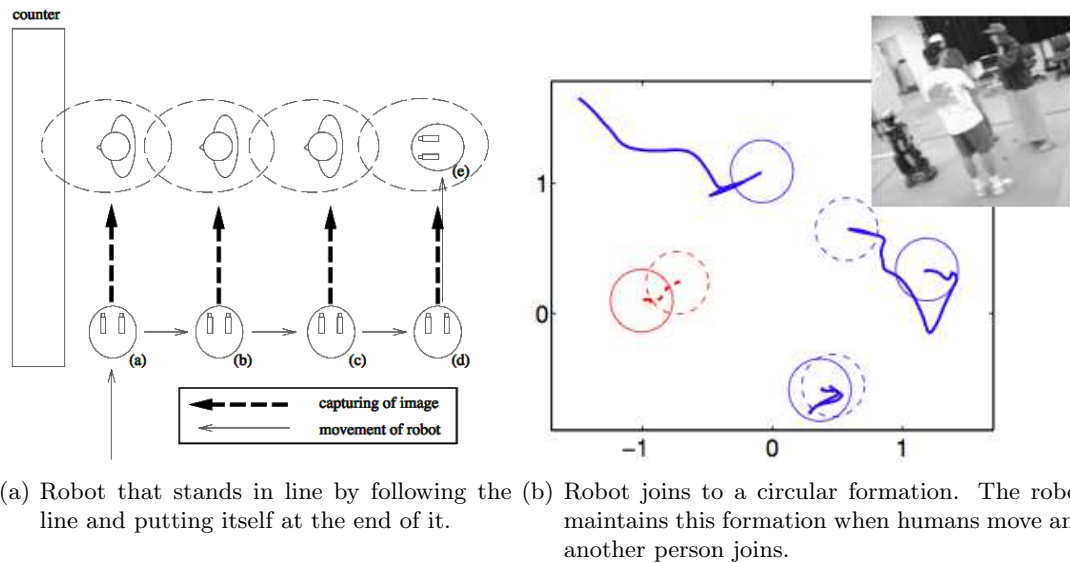 counter
(e)
(a)
(b)
(c)
(d)
capturing of image
movement of robot
1
0
−1
0
1
(a) Robot that stands in line by following the
line and putting itself at the end of it.
(b) Robot joins to a circular formation. The robo
maintains this formation when humans move an
another person joins.